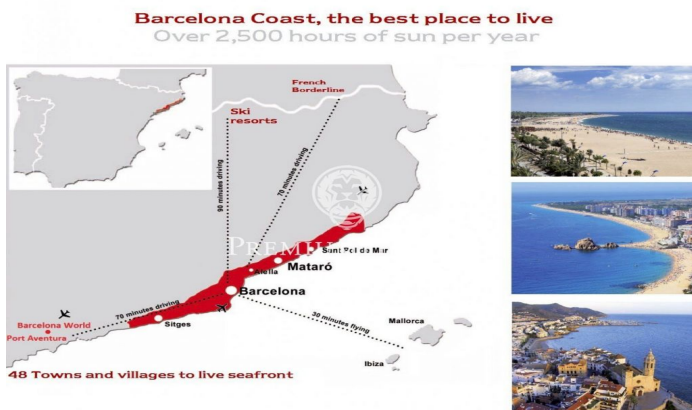 Barcelona Coast, the best place to live
Over 2,500 hours of sun per year
French
Borderline
Ski
resorts
90 minutes driving
70 minutes driving
PREMIU
Sant Pol de Mar
Mataró
Alella
Barcelona
70 minutes driving
30 minutes flying
Sitges
Barcelona World
Port Aventura
Mallorca
Ibiza
48 Towns and villages to live seafront